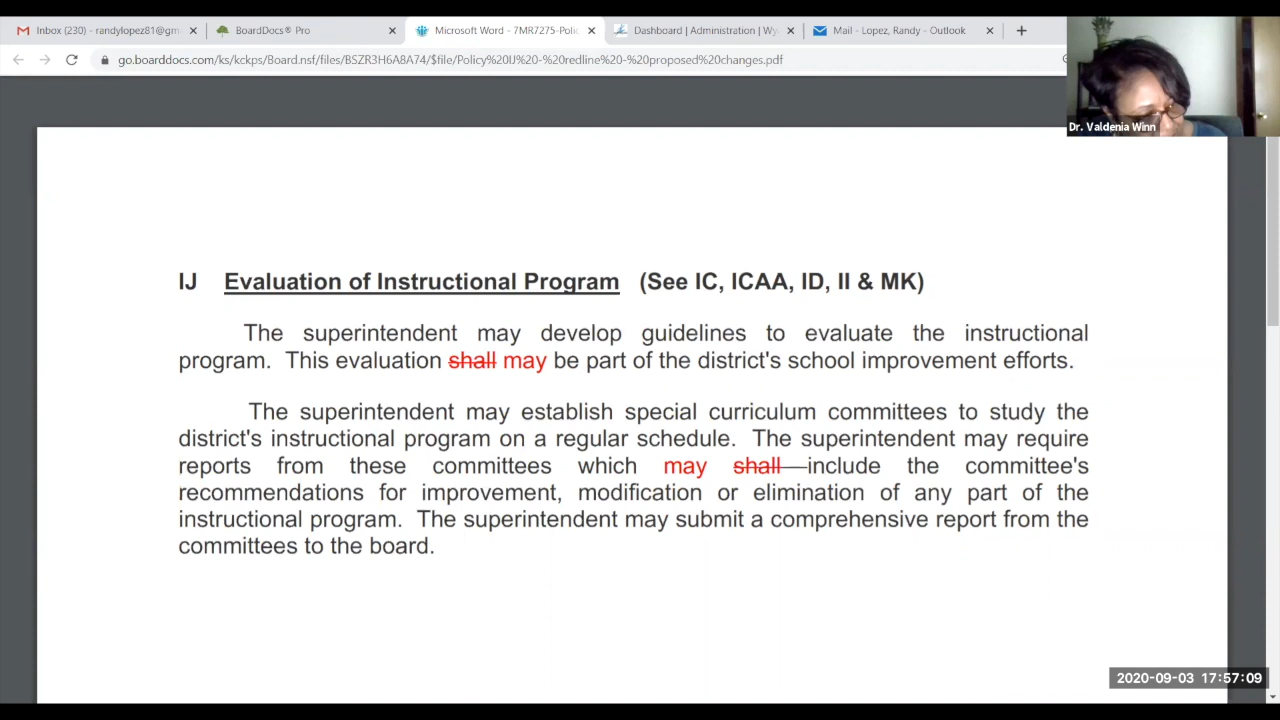 Inbox (230) - randylopez81@gm
BoardDocs® Pro
Microsoft Word - 7MR7275-Polic
Dashboard | Administration | Wy
Mail - Lopez, Randy - Outlook
go.boarddocs.com/ks/kckps/Board.nsf/files/BSZR3H6A8A74/$file/Policy%20IJ%20-%20redline%20-%20proposed%20changes.pdf
Dr. Valdenia Winn
IJ Evaluation of Instructional Program (See IC, ICAA, ID, II & MK)
The superintendent may develop guidelines to evaluate the instructional
program. This evaluation shall may be part of the district's school improvement efforts.
The superintendent may establish special curriculum committees to study the
district's instructional program on a regular schedule. The superintendent may require
reports from these committees which may shall include the committee's
recommendations for improvement, modification or elimination of any part of the
instructional program. The superintendent may submit a comprehensive report from the
committees to the board.
2020-09-03 17:57:09